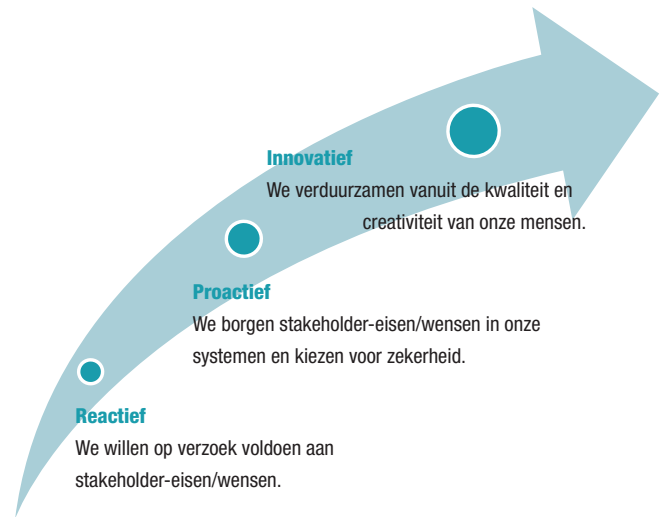 Innovatief
We verduurzamen vanuit de kwaliteit en
creativiteit van onze mensen.
Proactief
We borgen stakeholder-eisen/wensen in onze
systemen en kiezen voor zekerheid.
Reactief
We willen op verzoek voldoen aan
stakeholder-eisen/wensen.